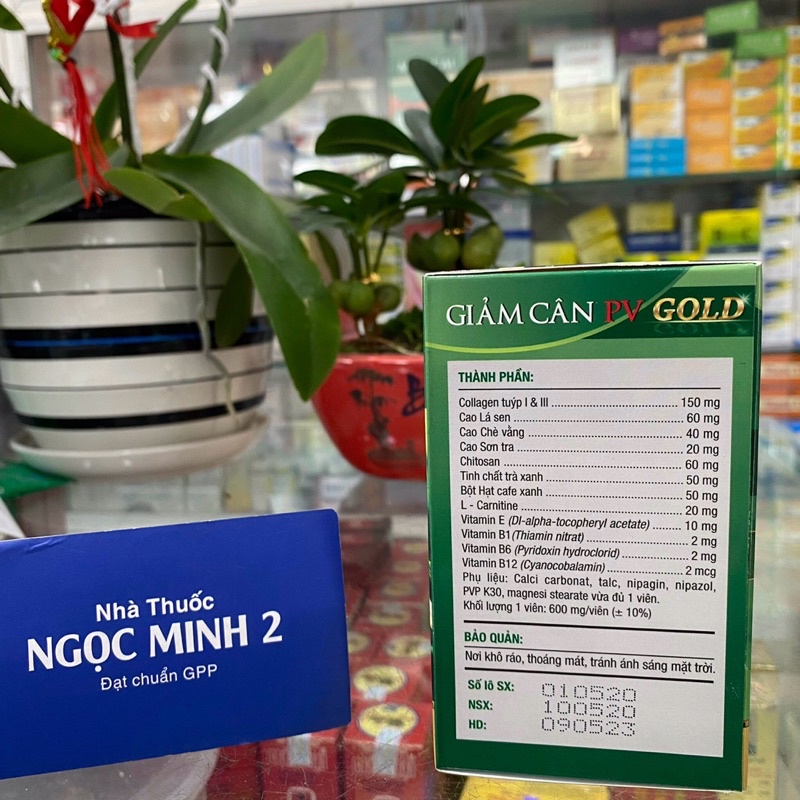 GIẢM CÂN PV GOLD
THÀNH PHẦN:
Collagen tuýp I & III ........ 150 mg
Cao Lá sen ........ 60 mg
Cao Chè vằng ........ 40 mg
Cao Sơn tra ........ 20 mg
Chitosan ........ 60 mg
Tinh chất trà xanh ........ 50 mg
Bột Hạt cafe xanh ........ 50 mg
L - Carnitine ........ 20 mg
Vitamin E (Dl-alpha-tocopheryl acetate) ........ 10 mg
Vitamin B1(Thiamin nitrat) ........ 2 mg
Vitamin B6 (Pyridoxin hydroclorid) ........ 2 mg
Vitamin B12 (Cyanocobalamin) ........ 2 mcg
Phụ liệu: Calci carbonat, talc, nipagin, nipazol,
PVP K30, magnesi stearate vừa đủ 1 viên.
Khối lượng 1 viên: 600 mg/viên (± 10%)
BẢO QUẢN:
Nơi khô ráo, thoáng mát, tránh ánh sáng mặt trời.
Số lô SX: 010520
NSX: 100520
HD: 090523
Nhà Thuốc
NGỌC MINH 2
Đạt chuẩn GPP